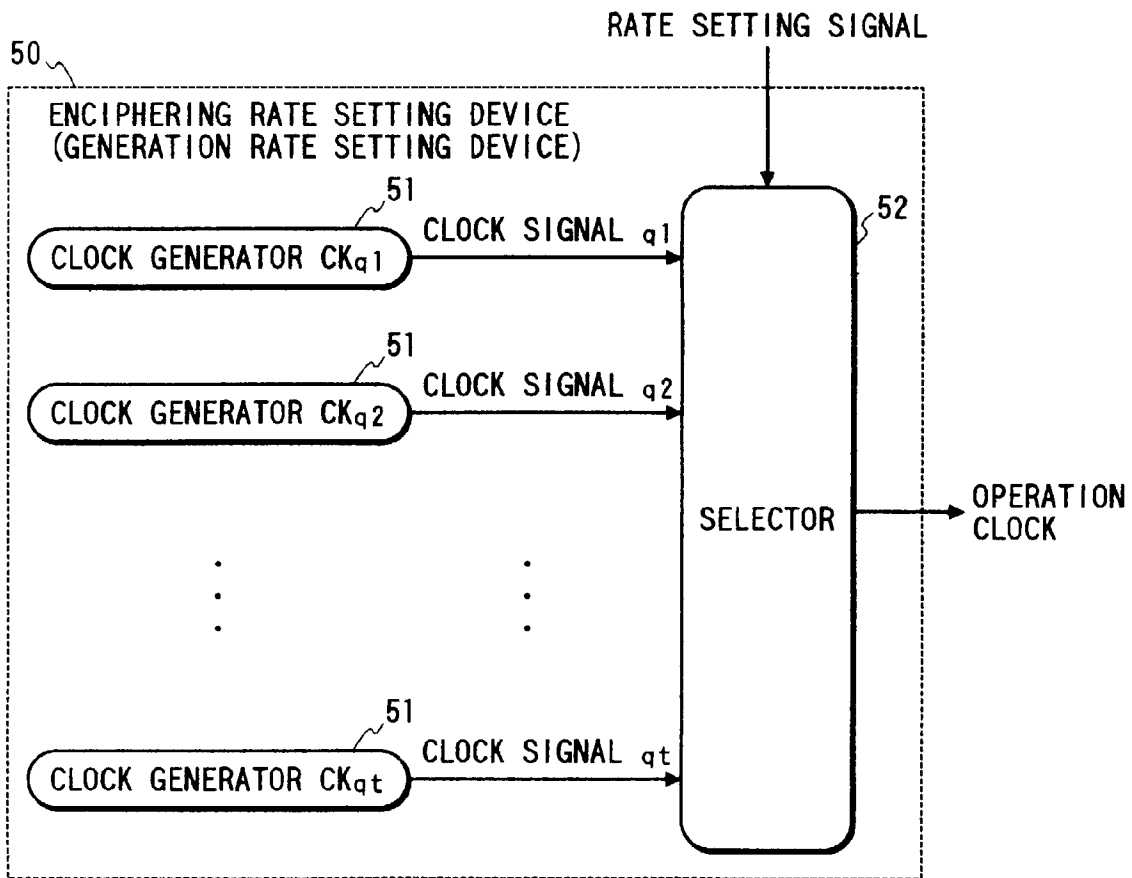 RATE SETTING SIGNAL
50
ENCIPHERING RATE SETTING DEVICE
(GENERATION RATE SETTING DEVICE)
51
CLOCK GENERATOR CKq1
CLOCK SIGNAL q1
52
51
CLOCK GENERATOR CKq2
CLOCK SIGNAL q2
SELECTOR
OPERATION
CLOCK
51
CLOCK GENERATOR CKqt
CLOCK SIGNAL qt